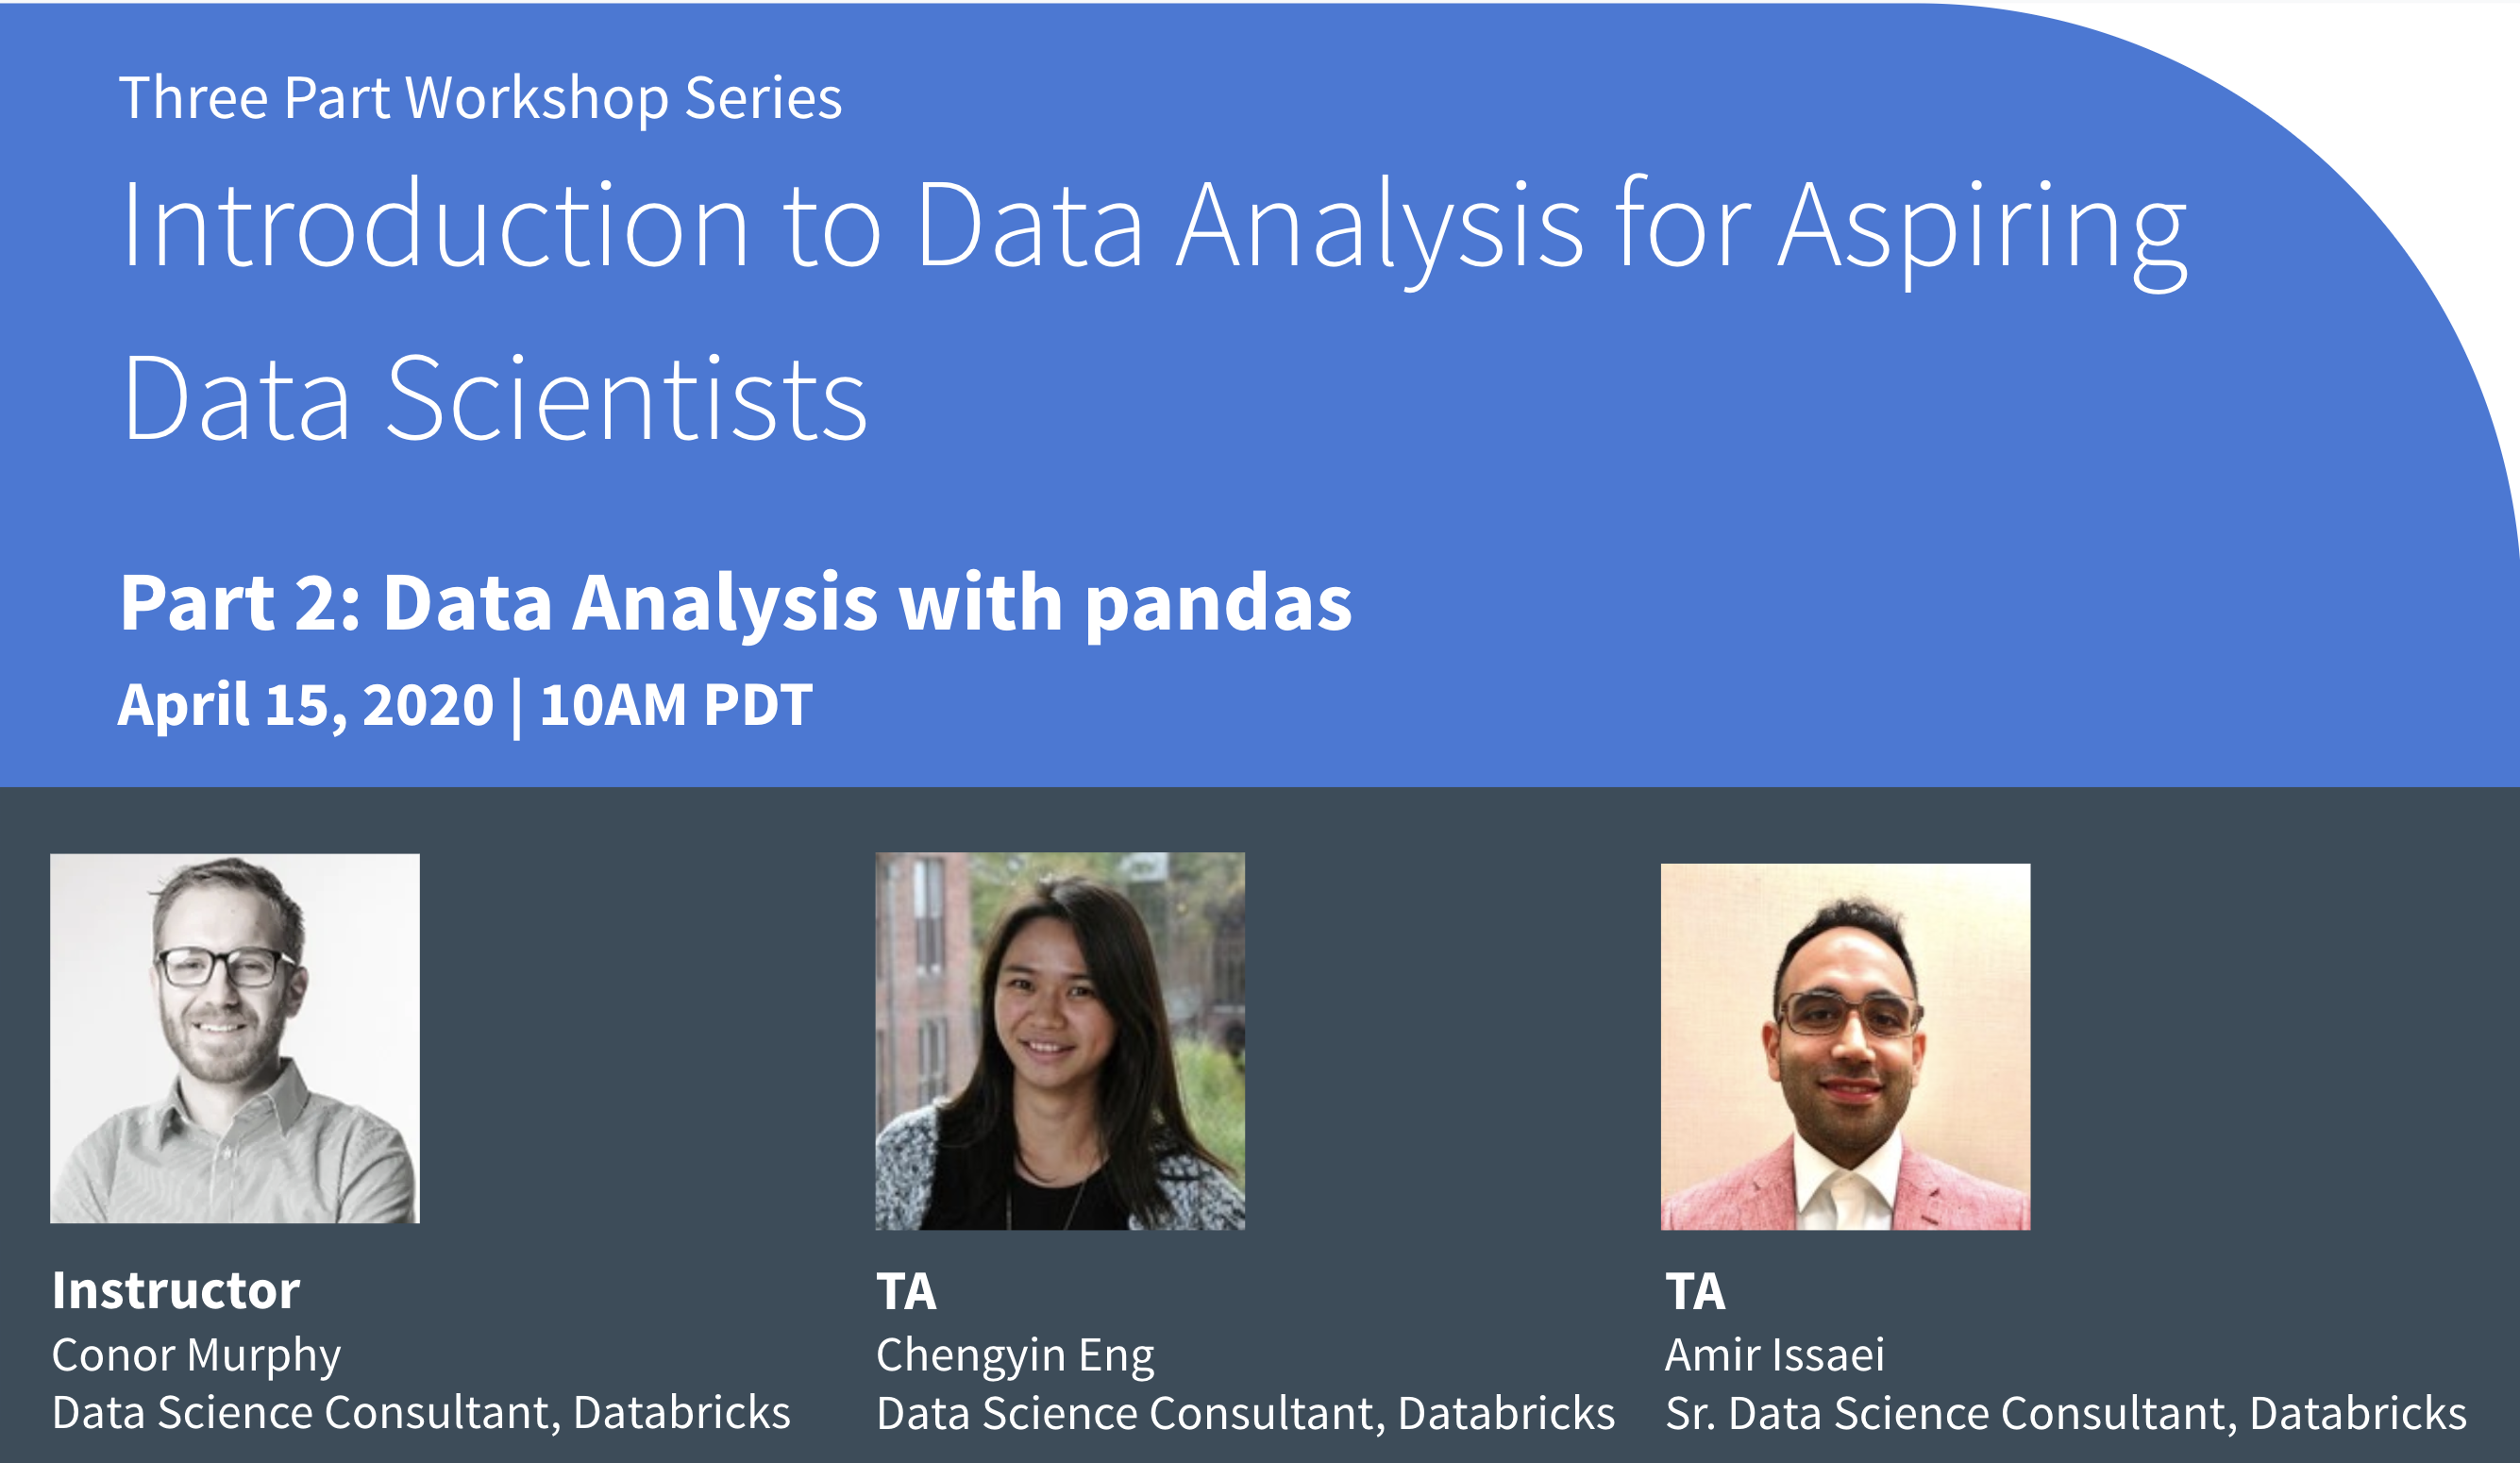 Three Part Workshop Series
Introduction to Data Analysis for Aspiring
Data Scientists
Part 2: Data Analysis with pandas
April 15, 2020 | 10AM PDT
Instructor
Conor Murphy
Data Science Consultant, Databricks
TA
Chengyin Eng
Data Science Consultant, Databricks
TA
Amir Issaei
Sr. Data Science Consultant, Databricks